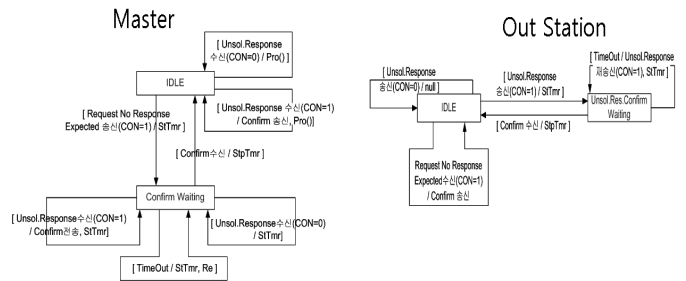 Master
[ Unsol.Response
수신(CON=0) / Pro() ]
IDLE
[ Request No Response
Expected 송신(CON=1) / StTmr ]
[ Unsol.Response 수신(CON=1)
/ Confirm 송신, Pro()]
[ Confirm수신 / StpTmr ]
Confirm Waiting
[ Unsol.Response수신(CON=1)
/ Confirm전송, StTmr]
[ Unsol.Response수신(CON=0)
/ StTmr]
[ TimeOut / StTmr, Re ]
Out Station
[ Unsol.Response
송신(CON=0) / null ]
[ Unsol.Response
송신(CON=1) / StTmr ]
[ TimeOut / Unsol.Response
재송신(CON=1), StTmr ]
IDLE
Unsol.Res.Confirm
Waiting
[ Confirm 수신 / StpTmr ]
Request No Response
Expected수신(CON=1)
/ Confirm 송신